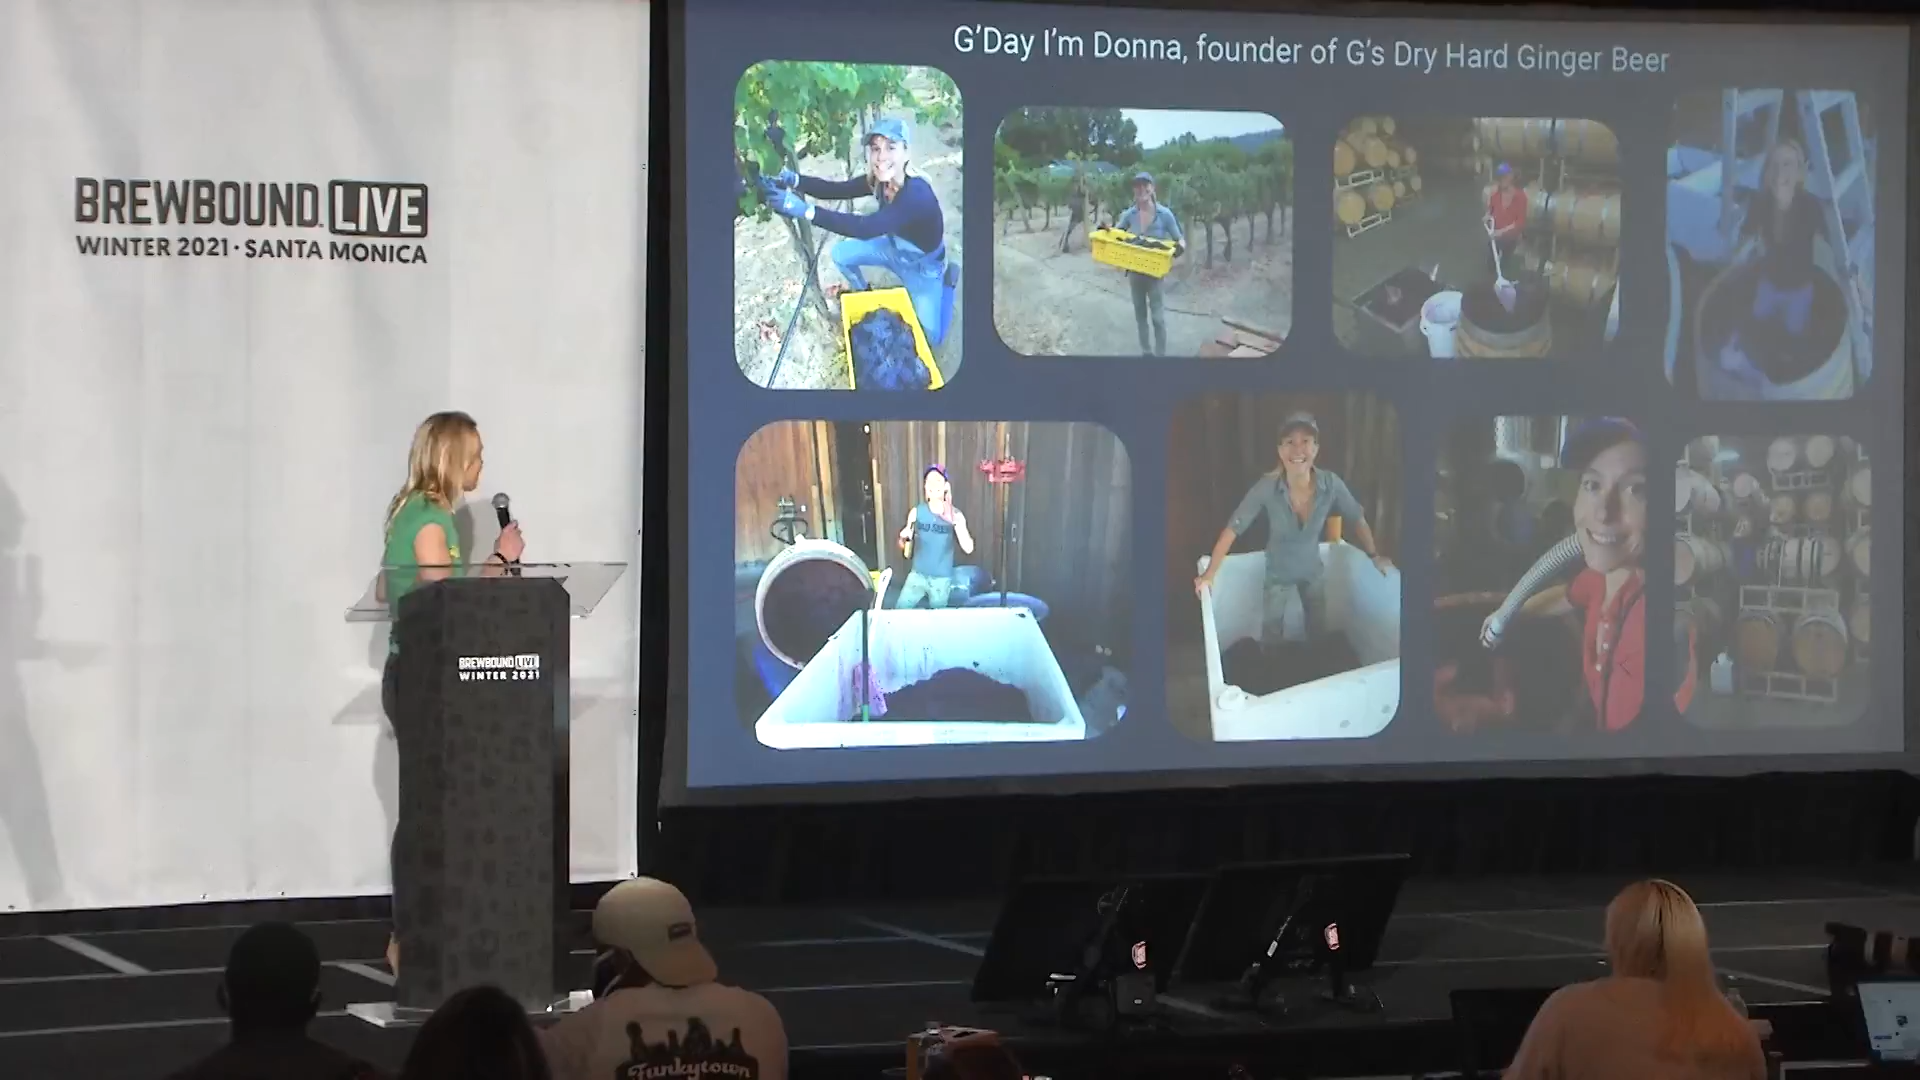 G'Day I'm Donna, founder of G's Dry Hard Ginger Beer
BREWBOUND LIVE
WINTER 2021 · SANTA MONICA
BREWBOUND LIVE
WINTER 2021
Funkytown